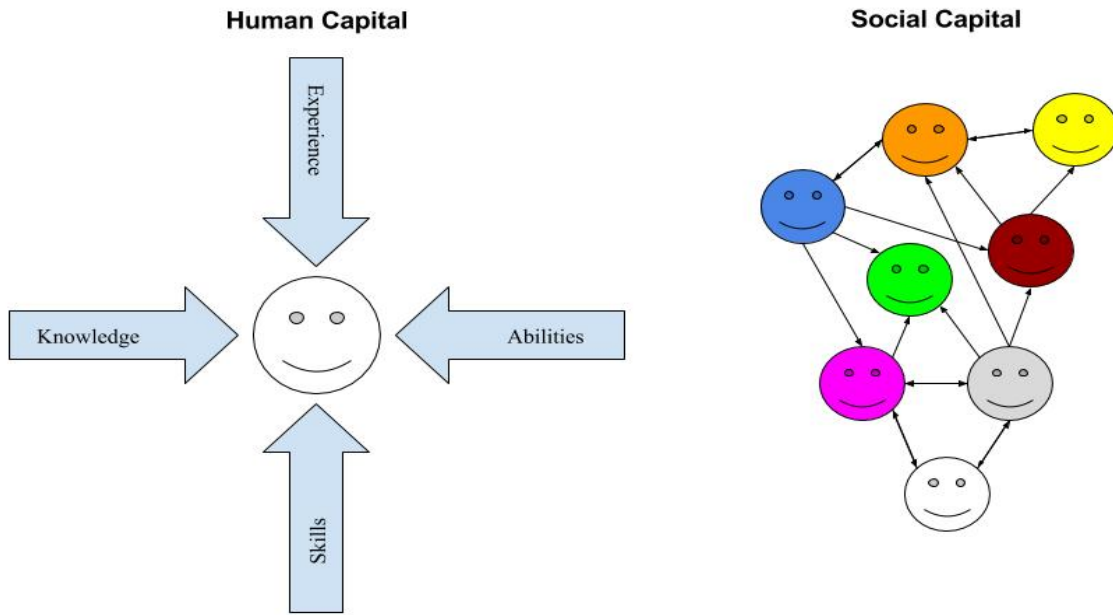 Human Capital
Social Capital
Experience
Knowledge
Abilities
Skills